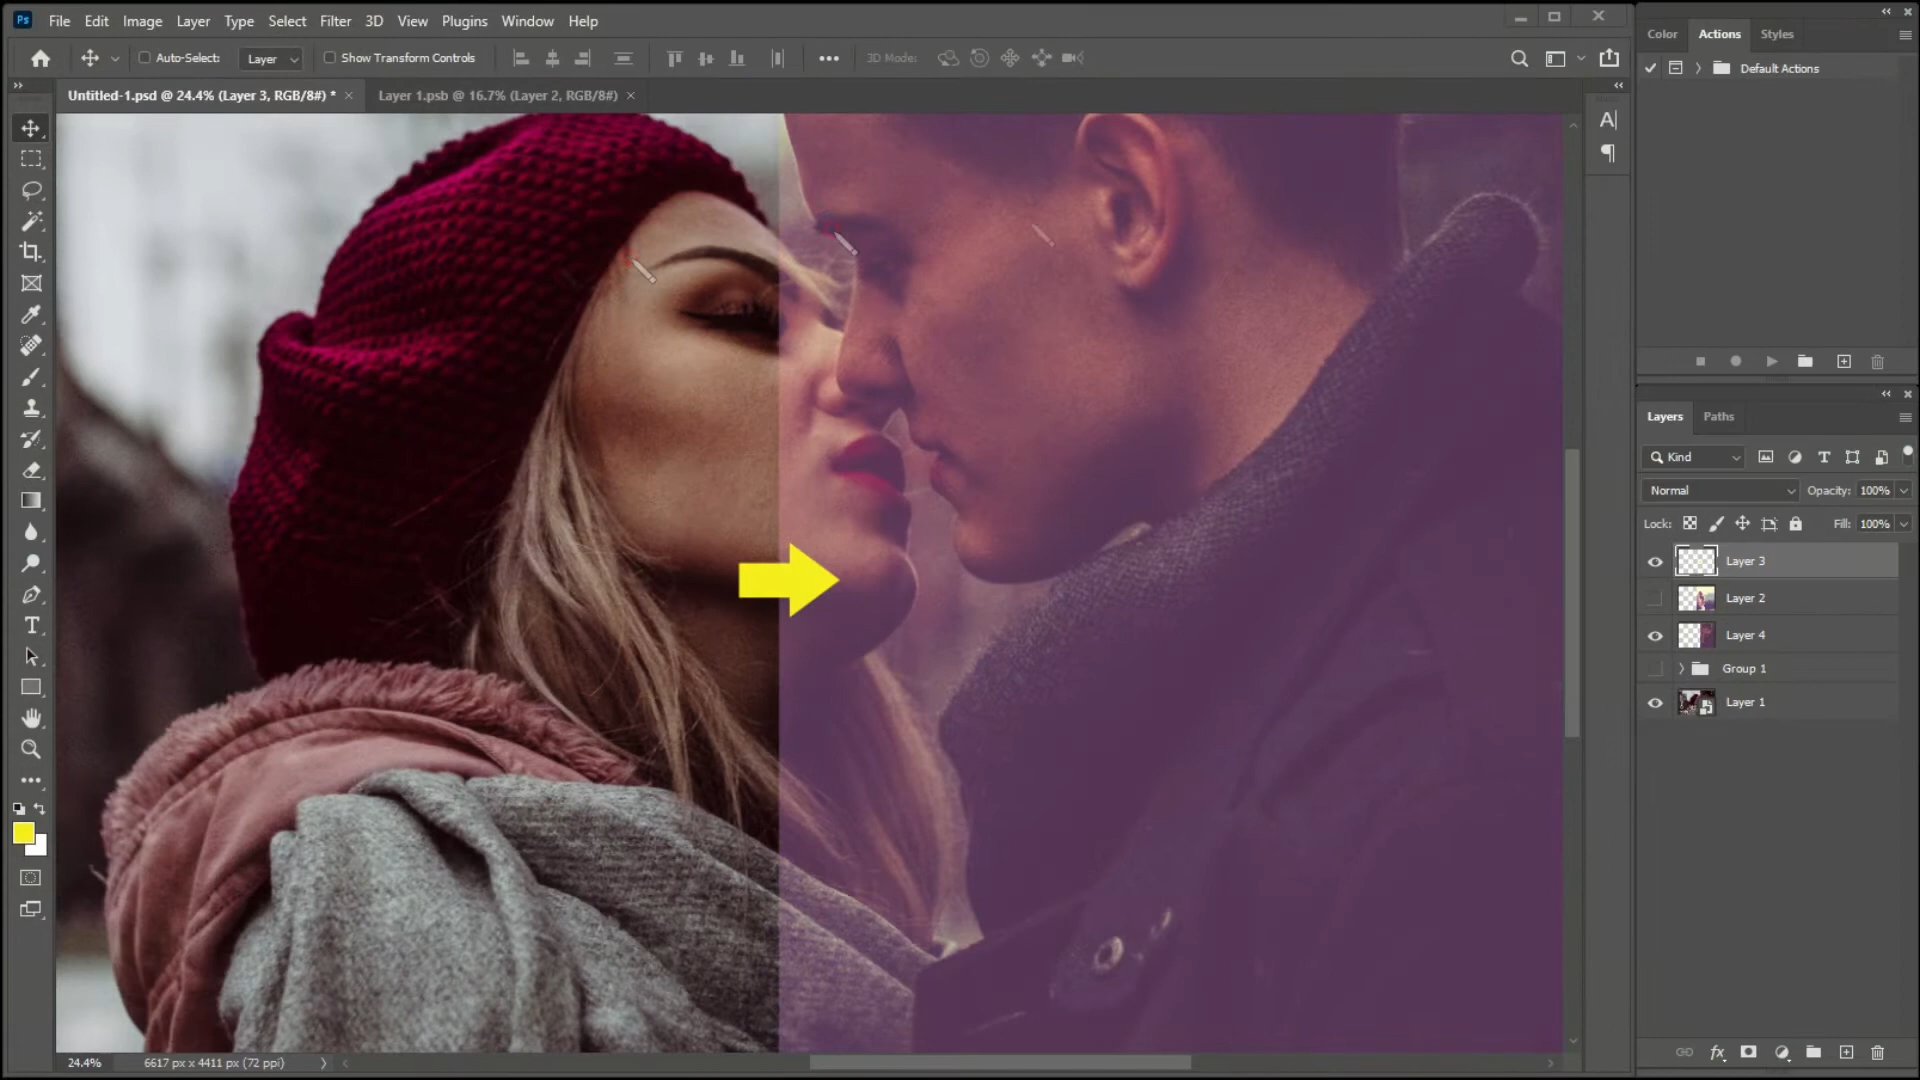 Ps File Edit Image Layer Type Select Filter 3D View Plugins Window Help
Auto-Select: Layer Show Transform Controls 3D Mode:
Untitled-1.psd @ 24.4% (Layer 3, RGB/8#) * Layer 1.psb @ 16.7% (Layer 2, RGB/8#)
Color Actions Styles
Default Actions
Layers Paths
Kind
Normal Opacity: 100%
Lock: Fill: 100%
Layer 3
Layer 2
Layer 4
Group 1
Layer 1
24.4% 6617 px x 4411 px (72 ppi)